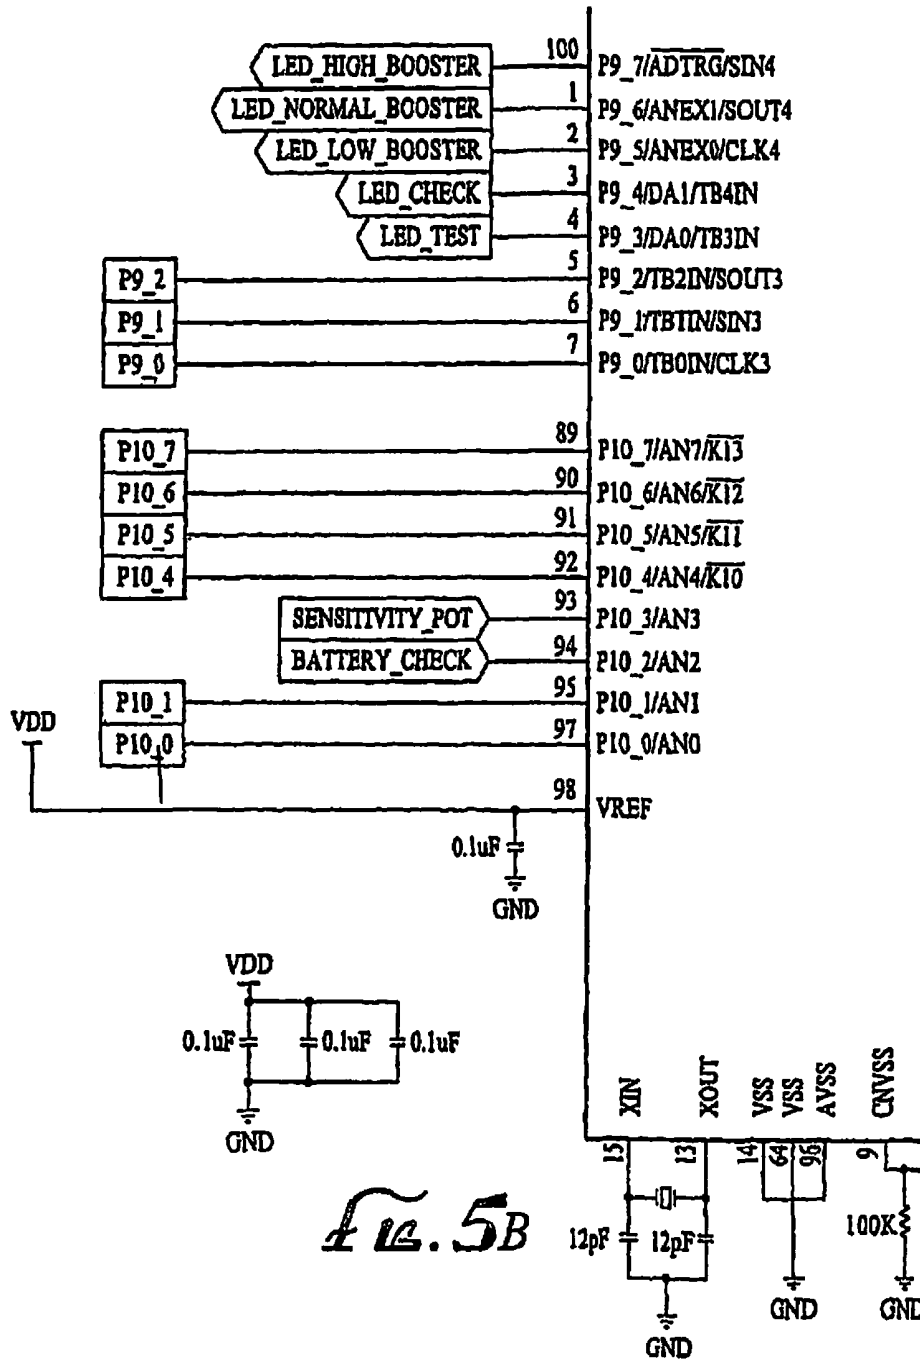 LED_HIGH_BOOSTER 100 P9_7/ADTRG/SIN4
LED_NORMAL_BOOSTER 1 P9_6/ANEX1/SOUT4
LED_LOW_BOOSTER 2 P9_5/ANEX0/CLK4
LED_CHECK 3 P9_4/DA1/TB4IN
LED_TEST 4 P9_3/DA0/TB3IN
P9_2 5 P9_2/TB2IN/SOUT3
P9_1 6 P9_1/TB1IN/SIN3
P9_0 7 P9_0/TB0IN/CLK3
P10_7 89 P10_7/AN7/K13
P10_6 90 P10_6/AN6/K12
P10_5 91 P10_5/AN5/K11
P10_4 92 P10_4/AN4/K10
SENSITIVITY_POT 93 P10_3/AN3
BATTERY_CHECK 94 P10_2/AN2
P10_1 95 P10_1/AN1
VDD
P10_0 97 P10_0/AN0
98 VREF
0.1uF
GND
VDD
0.1uF 0.1uF 0.1uF
GND
XIN XOUT VSS VSS AVSS CNVSS
15 13 14 64 96 9
12pF 12pF 100K
GND GND GND
FIG. 5B